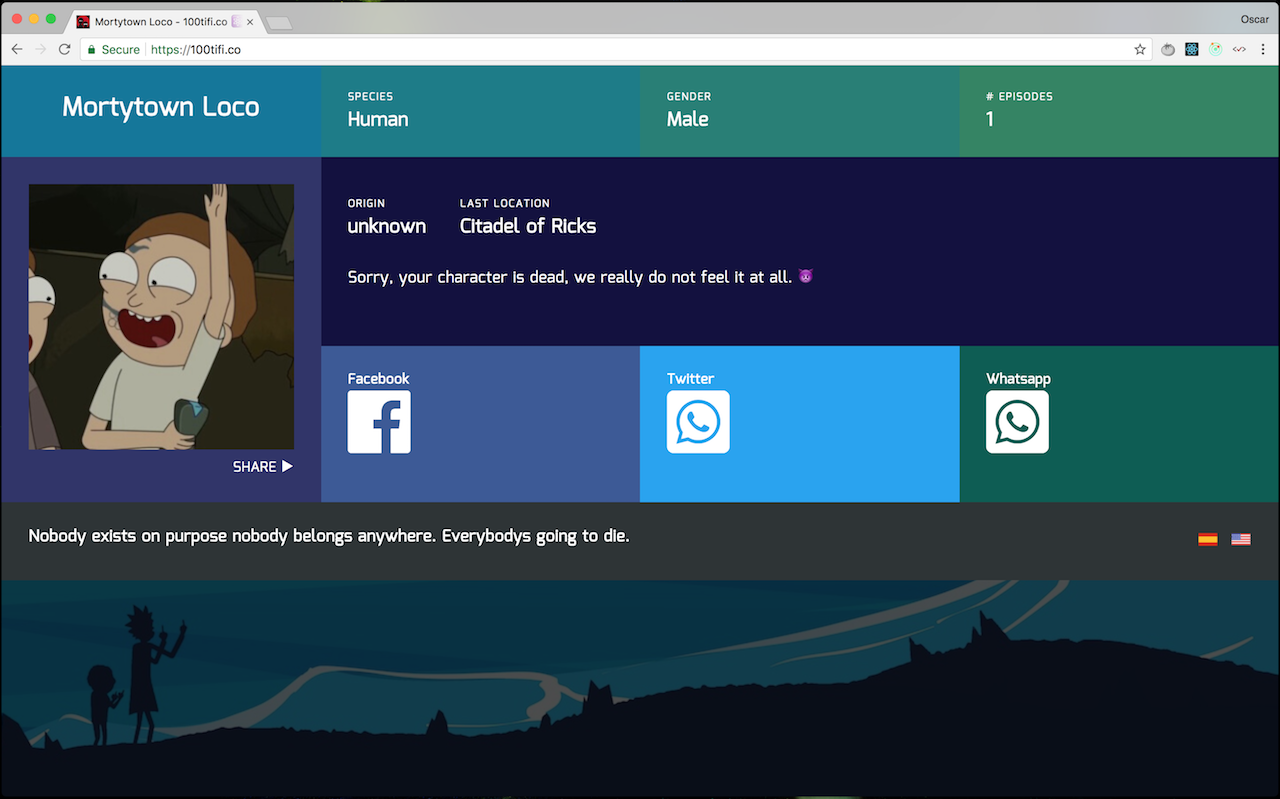 Mortytown Loco - 100tifi.co
Oscar
Secure
https://100tifi.co
Mortytown Loco
SPECIES
Human
GENDER
Male
# EPISODES
1
ORIGIN
unknown
LAST LOCATION
Citadel of Ricks
Sorry, your character is dead, we really do not feel it at all. 😈
SHARE ▶
Facebook
Twitter
Whatsapp
Nobody exists on purpose nobody belongs anywhere. Everybodys going to die.